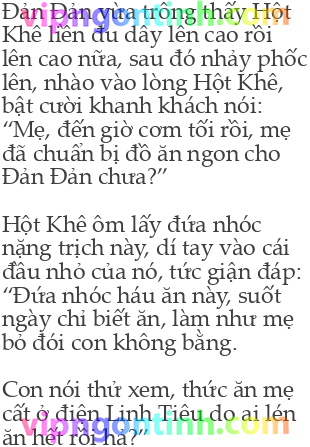 Đản Đản vừa trông thấy Hột
Khê liền đu dây lên cao rồi
lên cao nữa, sau đó nhảy phốc
lên, nhào vào lòng Hột Khê,
bật cười khanh khách nói:
“Mẹ, đến giờ cơm tối rồi, mẹ
đã chuẩn bị đồ ăn ngon cho
Đản Đản chưa?”
Hột Khê ôm lấy đứa nhóc
nặng trịch này, dí tay vào cái
đầu nhỏ của nó, tức giận đáp:
“Đứa nhóc háu ăn này, suốt
ngày chỉ biết ăn, làm như mẹ
bỏ đói con không bằng.
Con nói thử xem, thức ăn mẹ
cất ở điện Linh Tiêu do ai lén
ăn hết rồi hả?”
vipngontinh.com
vipngontinh.com